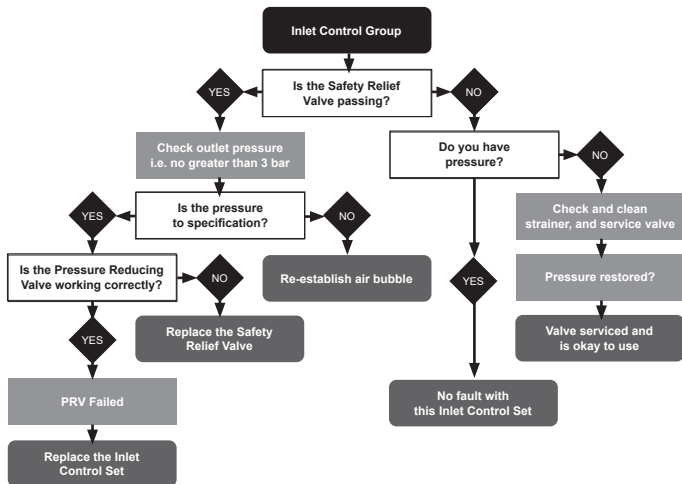 Inlet Control Group
Is the Safety Relief
Valve passing?
YES
NO
Check outlet pressure
i.e. no greater than 3 bar
Do you have
pressure?
NO
Is the pressure
to specification?
YES
NO
Check and clean
strainer, and service valve
Is the Pressure Reducing
Valve working correctly?
NO
Re-establish air bubble
YES
Pressure restored?
Replace the Safety
Relief Valve
YES
Valve serviced and
is okay to use
PRV Failed
No fault with
this Inlet Control Set
Replace the Inlet
Control Set